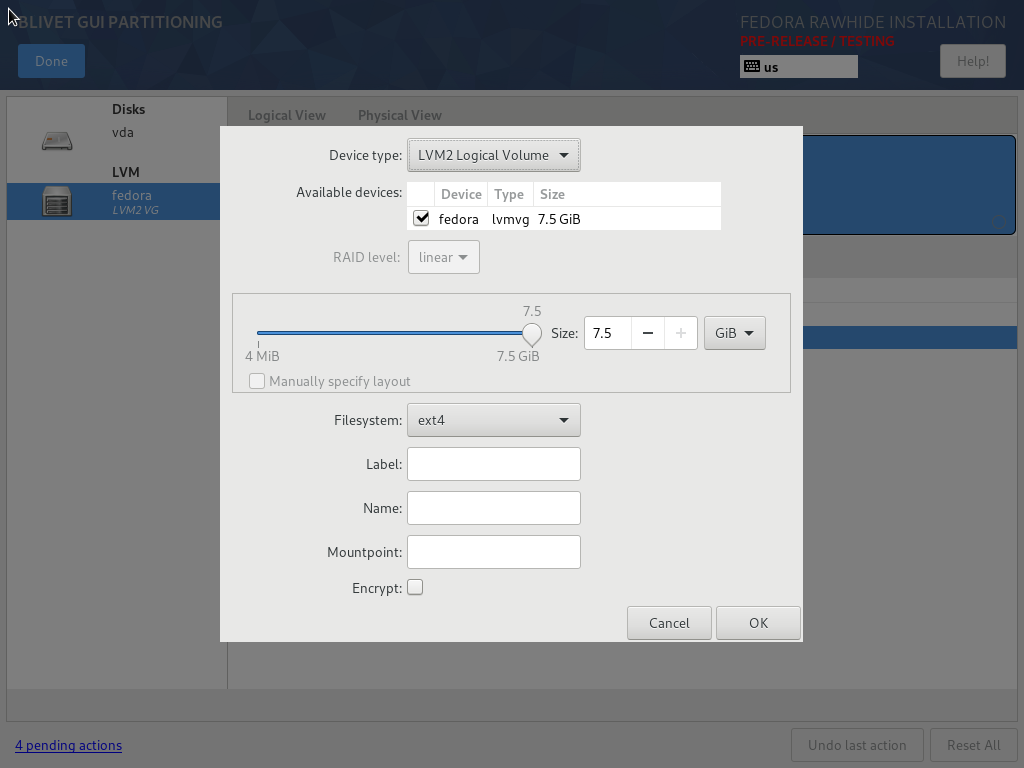 BLIVET GUI PARTITIONING
FEDORA RAWHIDE INSTALLATION
PRE-RELEASE / TESTING
Done
us
Help!
Disks
vda
LVM
fedora
LVM2 VG
Logical View
Physical View
Device type: LVM2 Logical Volume
Available devices:
Device Type Size
fedora lvmvg 7.5 GiB
RAID level: linear
7.5
Size: 7.5 − + GiB
4 MiB 7.5 GiB
Manually specify layout
Filesystem: ext4
Label:
Name:
Mountpoint:
Encrypt:
Cancel OK
4 pending actions
Undo last action
Reset All